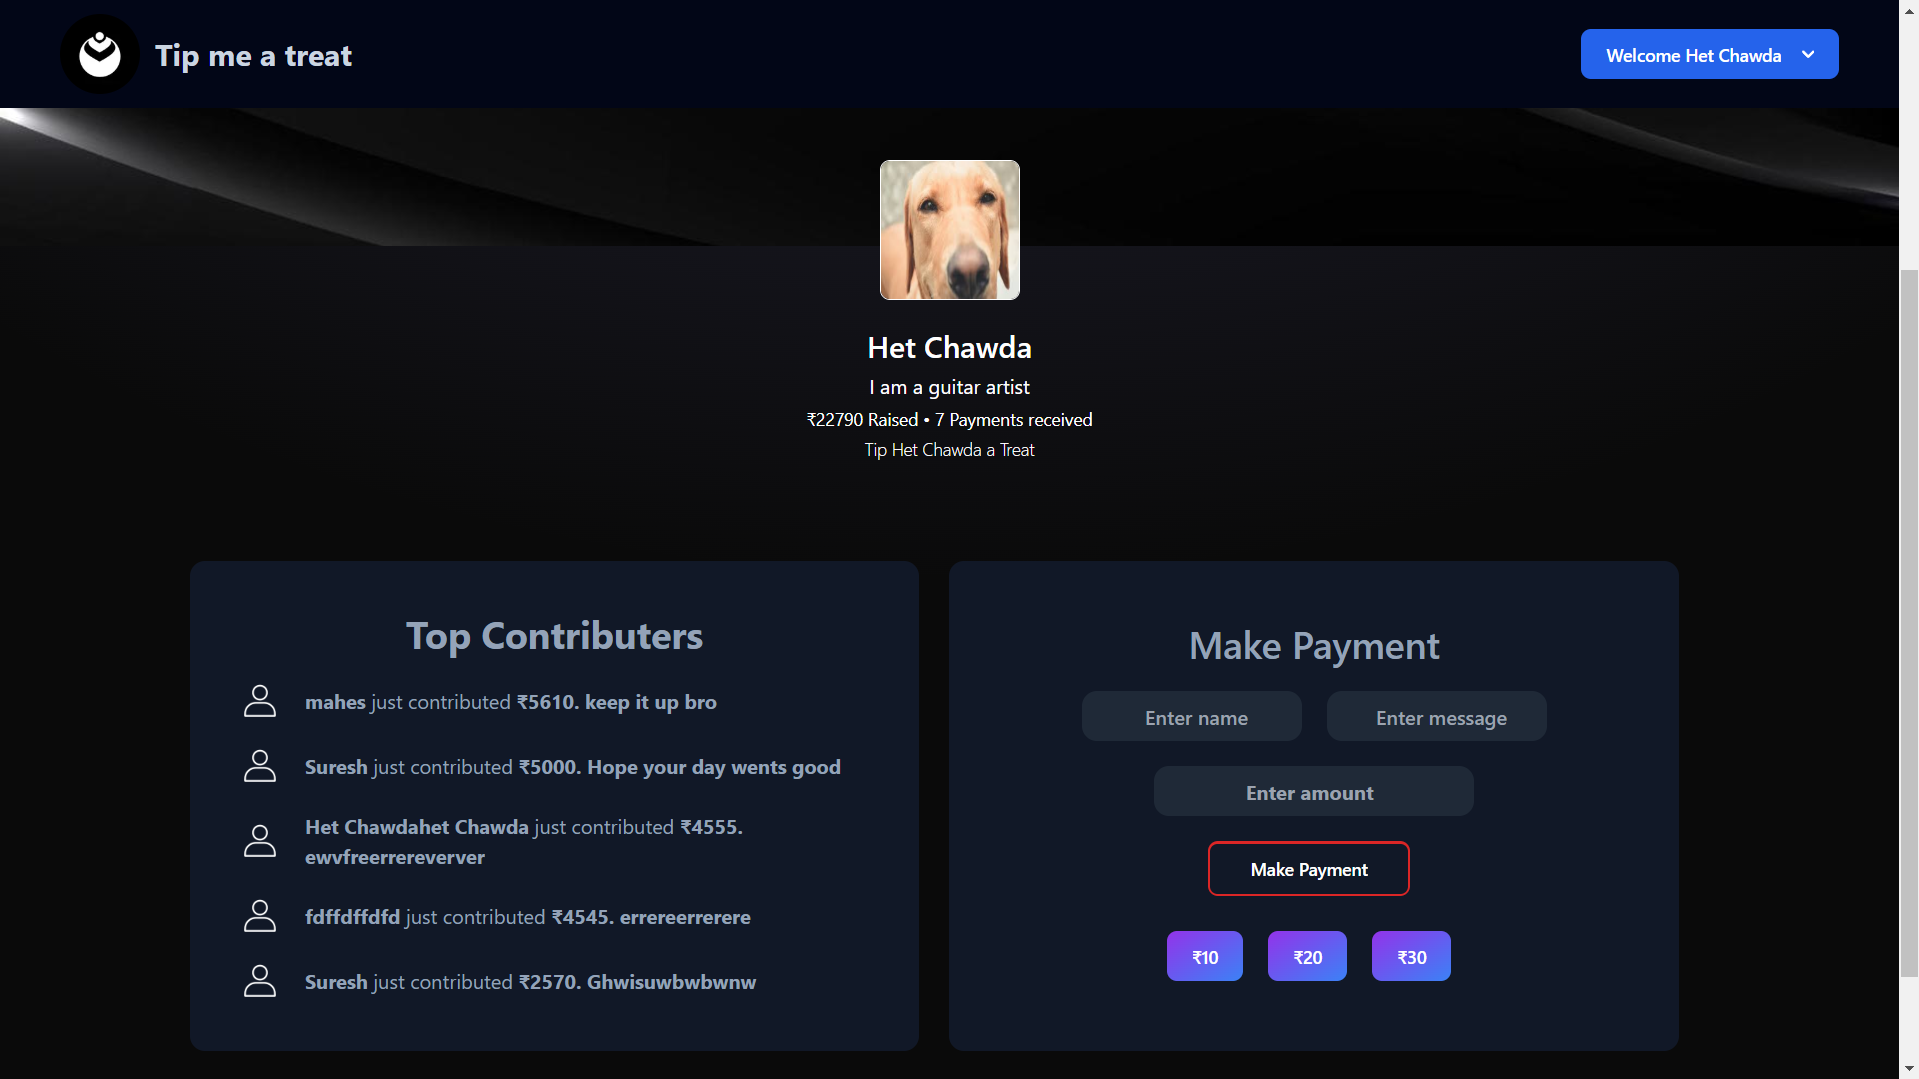 Tip me a treat
Welcome Het Chawda
Het Chawda
I am a guitar artist
₹22790 Raised • 7 Payments received
Tip Het Chawda a Treat
Top Contributers
mahes just contributed ₹5610. keep it up bro
Suresh just contributed ₹5000. Hope your day wents good
Het Chawdahet Chawda just contributed ₹4555.
ewvfreerrereverver
fdffdffdfd just contributed ₹4545. errereerrerere
Suresh just contributed ₹2570. Ghwisuwbwbwnw
Make Payment
Enter name
Enter message
Enter amount
Make Payment
₹10
₹20
₹30